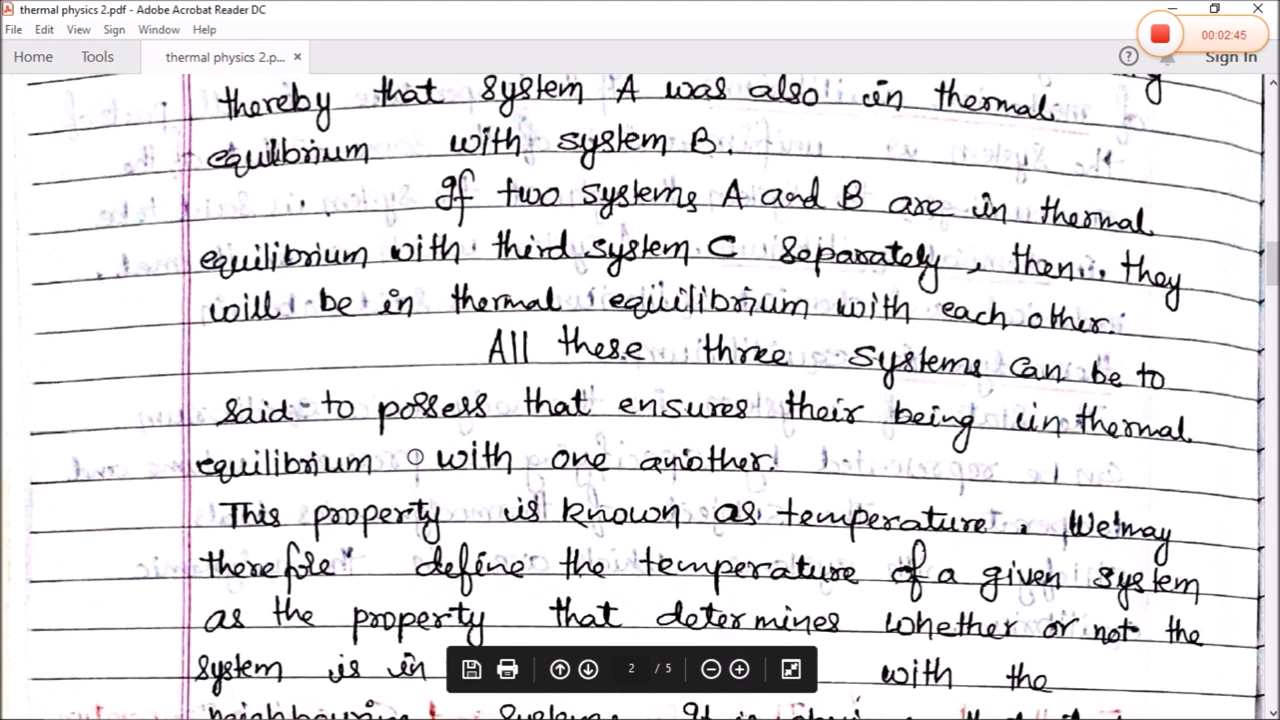 thermal physics 2.pdf - Adobe Acrobat Reader DC
File Edit View Sign Window Help
00:02:45
Home Tools thermal physics 2.p... × ? Sign In
thereby that system A was also in thermal
equilibrium with system B.
If two systems A and B are in thermal
equilibrium with third system C separately, then they
will be in thermal equilibrium with each other.
All these three systems can be to
said to possess that ensures their being in thermal
equilibrium with one another.
This property is known as temperature. We may
therefore define the temperature of a given system
as the property that determines whether or not the
system is in with the
2 / 5
neighbouring system